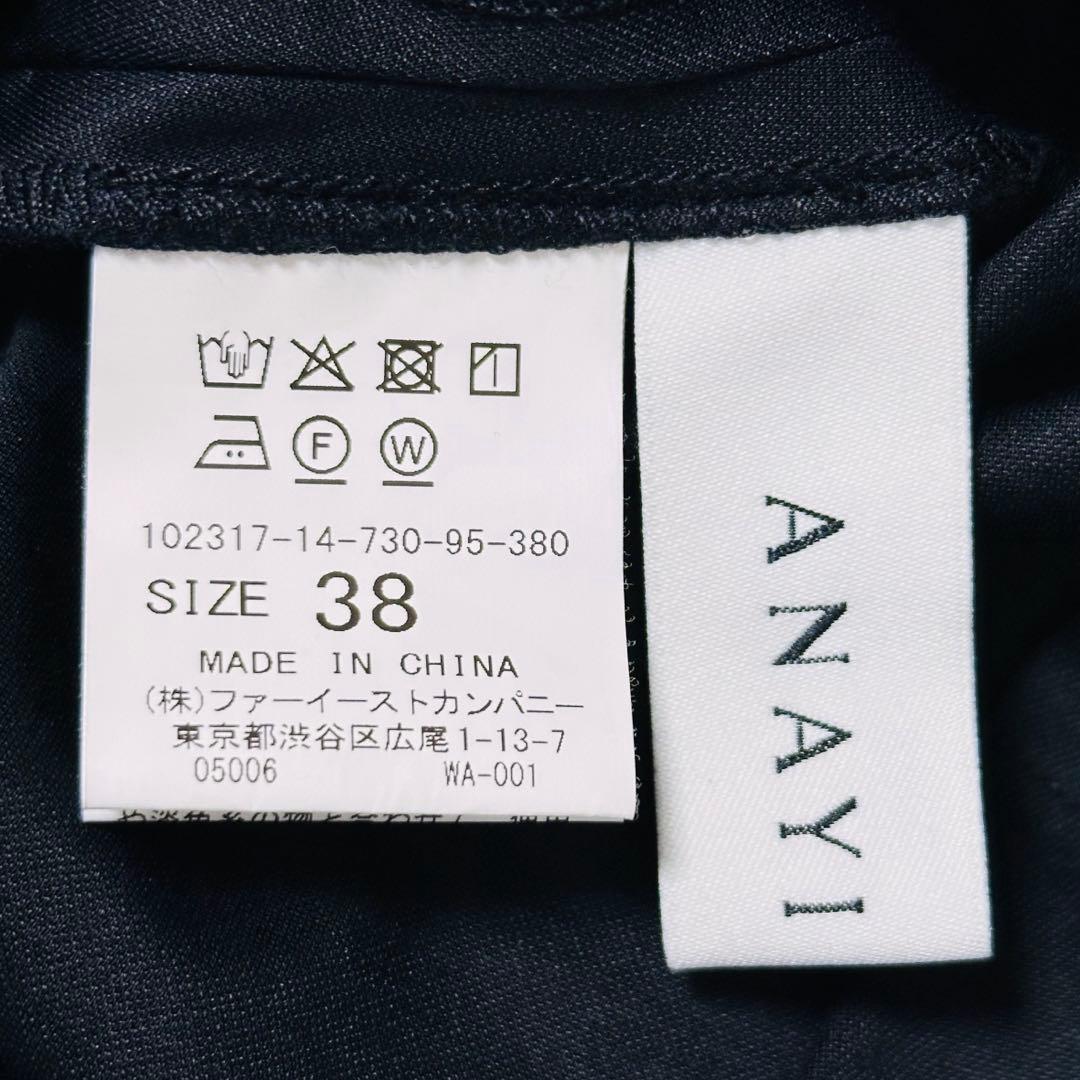 F W
102317-14-730-95-380
SIZE 38
MADE IN CHINA
(株)ファーイーストカンパニー
東京都渋谷区広尾1-13-7
05006 WA-001
ANAYI